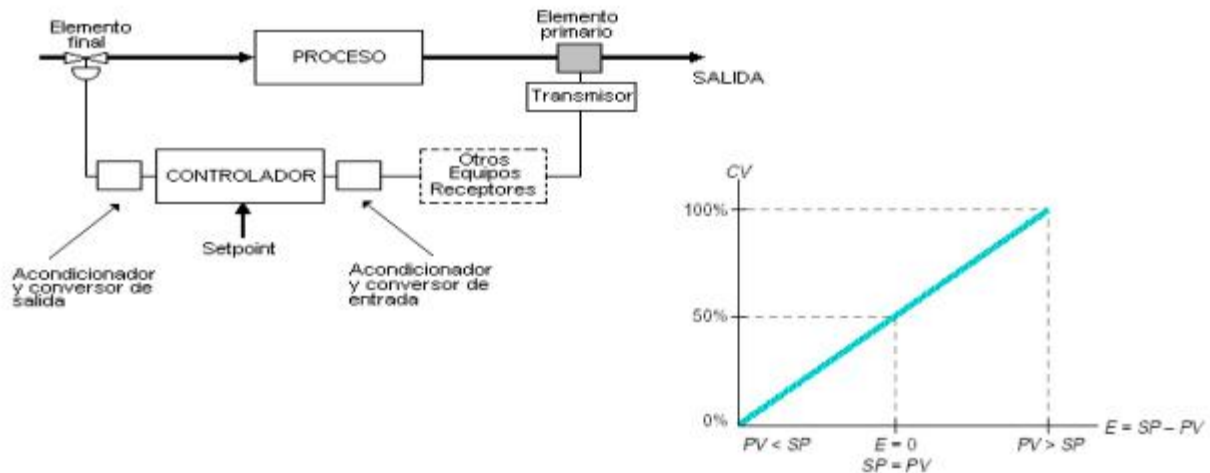 Elemento
final
PROCESO
Elemento
primario
SALIDA
Transmisor
CONTROLADOR
Otros
Equipos
Receptores
Setpoint
Acondicionador
y conversor de
salida
Acondicionador
y conversor de
entrada
CV
100%
50%
0%
PV < SP
E = 0
SP = PV
PV > SP
E = SP – PV